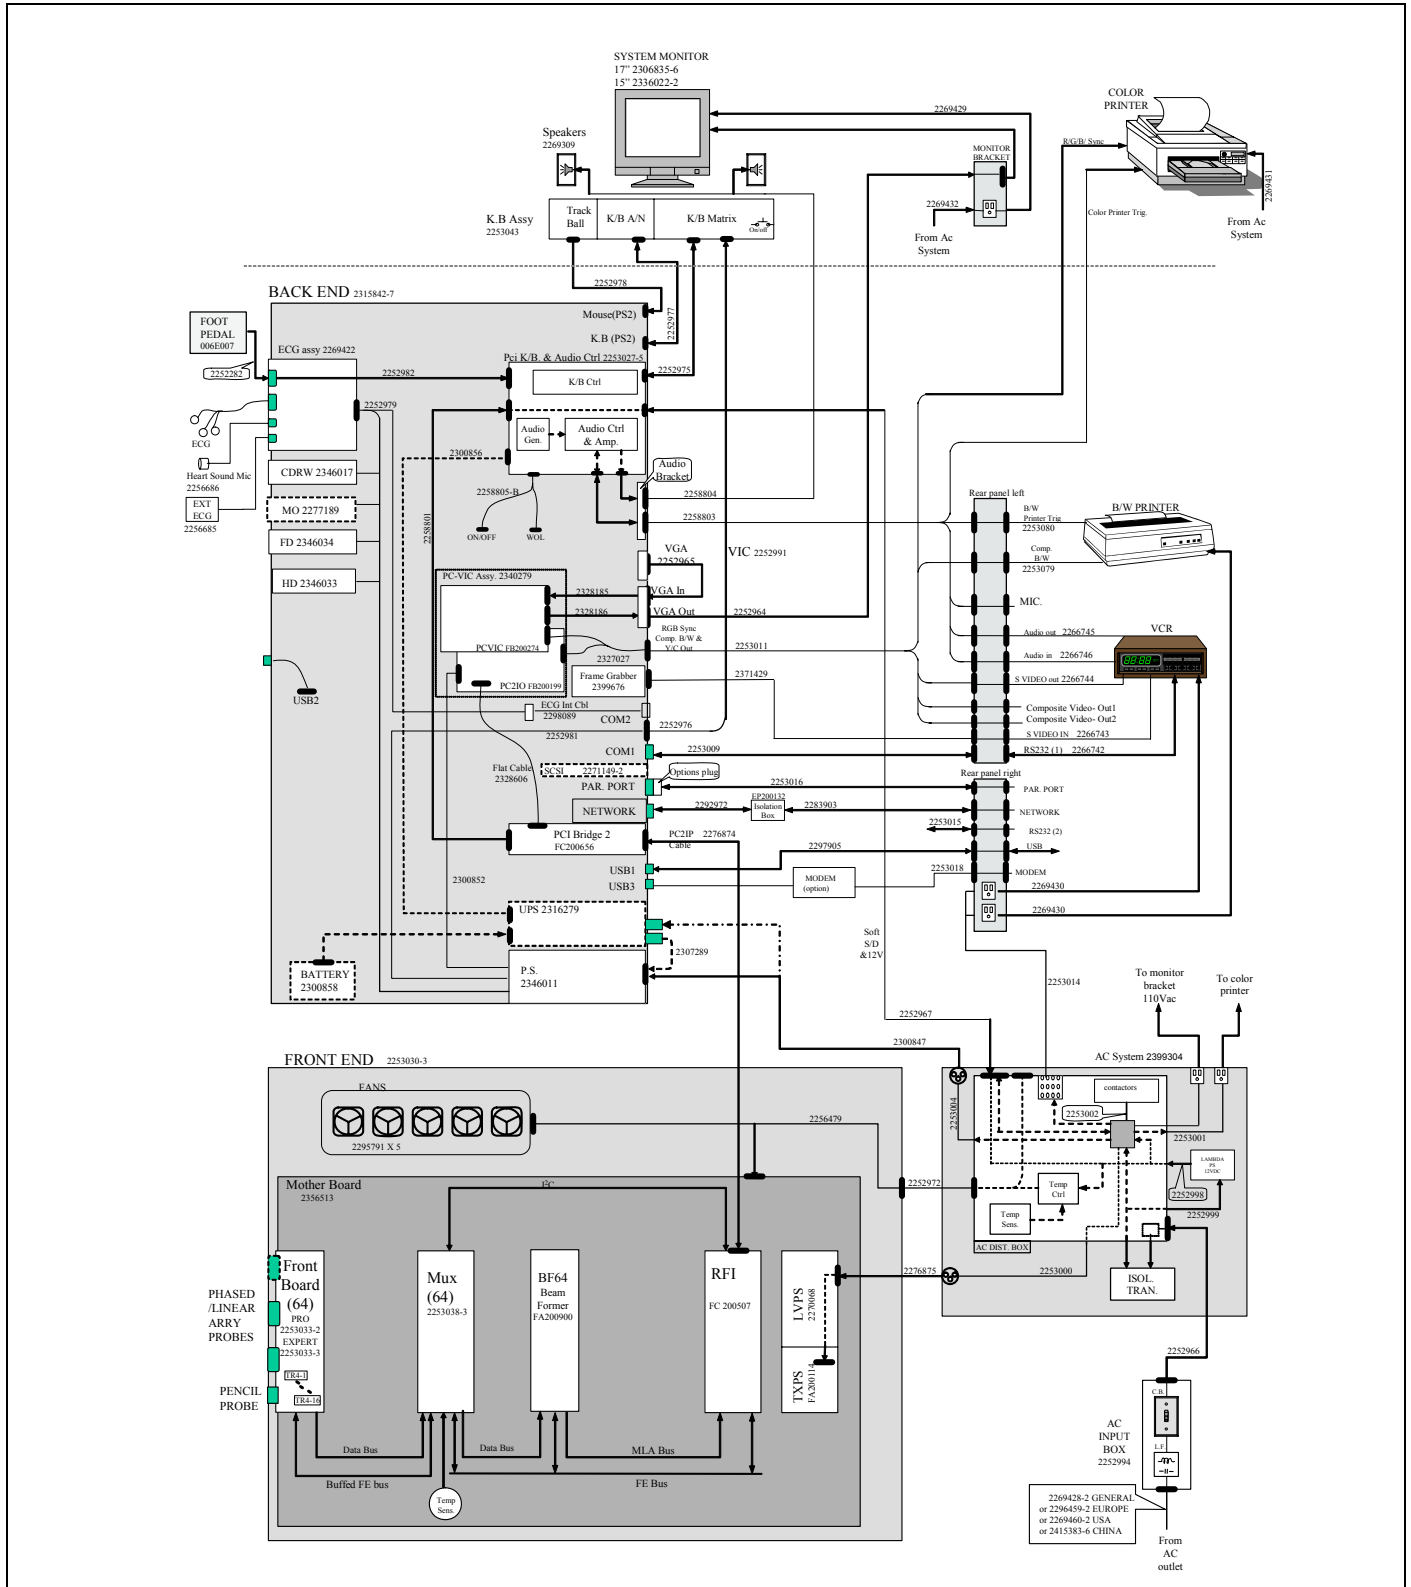 SYSTEM MONITOR
17" 2306835-6
15" 2336022-2
COLOR
PRINTER
2269429
R/G/B/ Sync
Speakers
2269309
MONITOR
BRACKET
2269431
2269432
From Ac
System
Color Printer Trig.
From Ac
System
K.B Assy
2253043
Track
Ball
K/B A/N
K/B Matrix
On/off
2252978
2252977
BACK END 2315842-7
Mouse(PS2)
K.B (PS2)
FOOT
PEDAL
006E007
2252282
ECG assy 2269422
Pci K/B. & Audio Ctrl 2253027-5
2252982
K/B Ctrl
2252975
2252979
Audio
Gen.
Audio Ctrl
& Amp.
ECG
Heart Sound Mic
2256686
EXT
ECG
2256685
2300856
Audio
Bracket
CDRW 2346017
MO 2277189
FD 2346034
HD 2346033
2258805-B
ON/OFF
WOL
2258801
2258804
2258803
Rear panel left
B/W
Printer Trig
2253080
B/W PRINTER
VGA
2252965
VIC 2252991
Comp.
B/W
2253079
PC-VIC Assy. 2340279
2328185
VGA In
2328186
VGA Out
2252964
MIC.
RGB Sync
Comp. B/W &
Y/C Out
2253011
Audio out 2266745
VCR
PCVIC FB200274
2327027
Audio in 2266746
Frame Grabber
2399676
2371429
S VIDEO out 2266744
PC2IO FB200199
USB2
ECG Int Cbl
2298089
COM2
2252976
Composite Video- Out1
Composite Video- Out2
2252981
S VIDEO IN 2266743
COM1
2253009
RS232 (1) 2266742
Flat Cable
2328606
SCSI 2271149-2
Options plug
Rear panel right
PAR. PORT
2253016
PAR. PORT
NETWORK
2292972
EP200132
Isolation
Box
2283903
NETWORK
PCI Bridge 2
FC200656
PC2IP
Cable
2276874
2253015
RS232 (2)
2297905
USB
USB1
USB3
MODEM
(option)
2253018
MODEM
2300852
2269430
2269430
UPS 2316279
2307289
Soft
S/D
&12V
BATTERY
2300858
P.S.
2346011
2253014
To monitor
bracket
110Vac
To color
printer
2252967
2300847
FRONT END 2253030-3
AC System 2399304
FANS
2295791 X 5
2256479
2253004
contactors
2253002
2253001
Mother Board
2356513
I²C
2252972
Temp
Ctrl
LAMBDA
PS
12VDC
2252998
2252999
Temp
Sens.
AC DIST. BOX
2276875
2253000
ISOL.
TRAN.
PHASED
/LINEAR
ARRY
PROBES
Front
Board
(64)
PRO
2253033-2
EXPERT
2253033-3
TR4-1
TR4-16
PENCIL
PROBE
Mux
(64)
2253038-3
BF64
Beam
Former
FA200900
RFI
FC 200507
LVPS
2270068
TXPS
FA200114
2252966
Data Bus
Data Bus
MLA Bus
Buffed FE bus
FE Bus
Temp
Sens.
C.B.
L.F.
AC
INPUT
BOX
2252994
2269428-2 GENERAL
or 2296459-2 EUROPE
or 2269460-2 USA
or 2415383-6 CHINA
From
AC
outlet